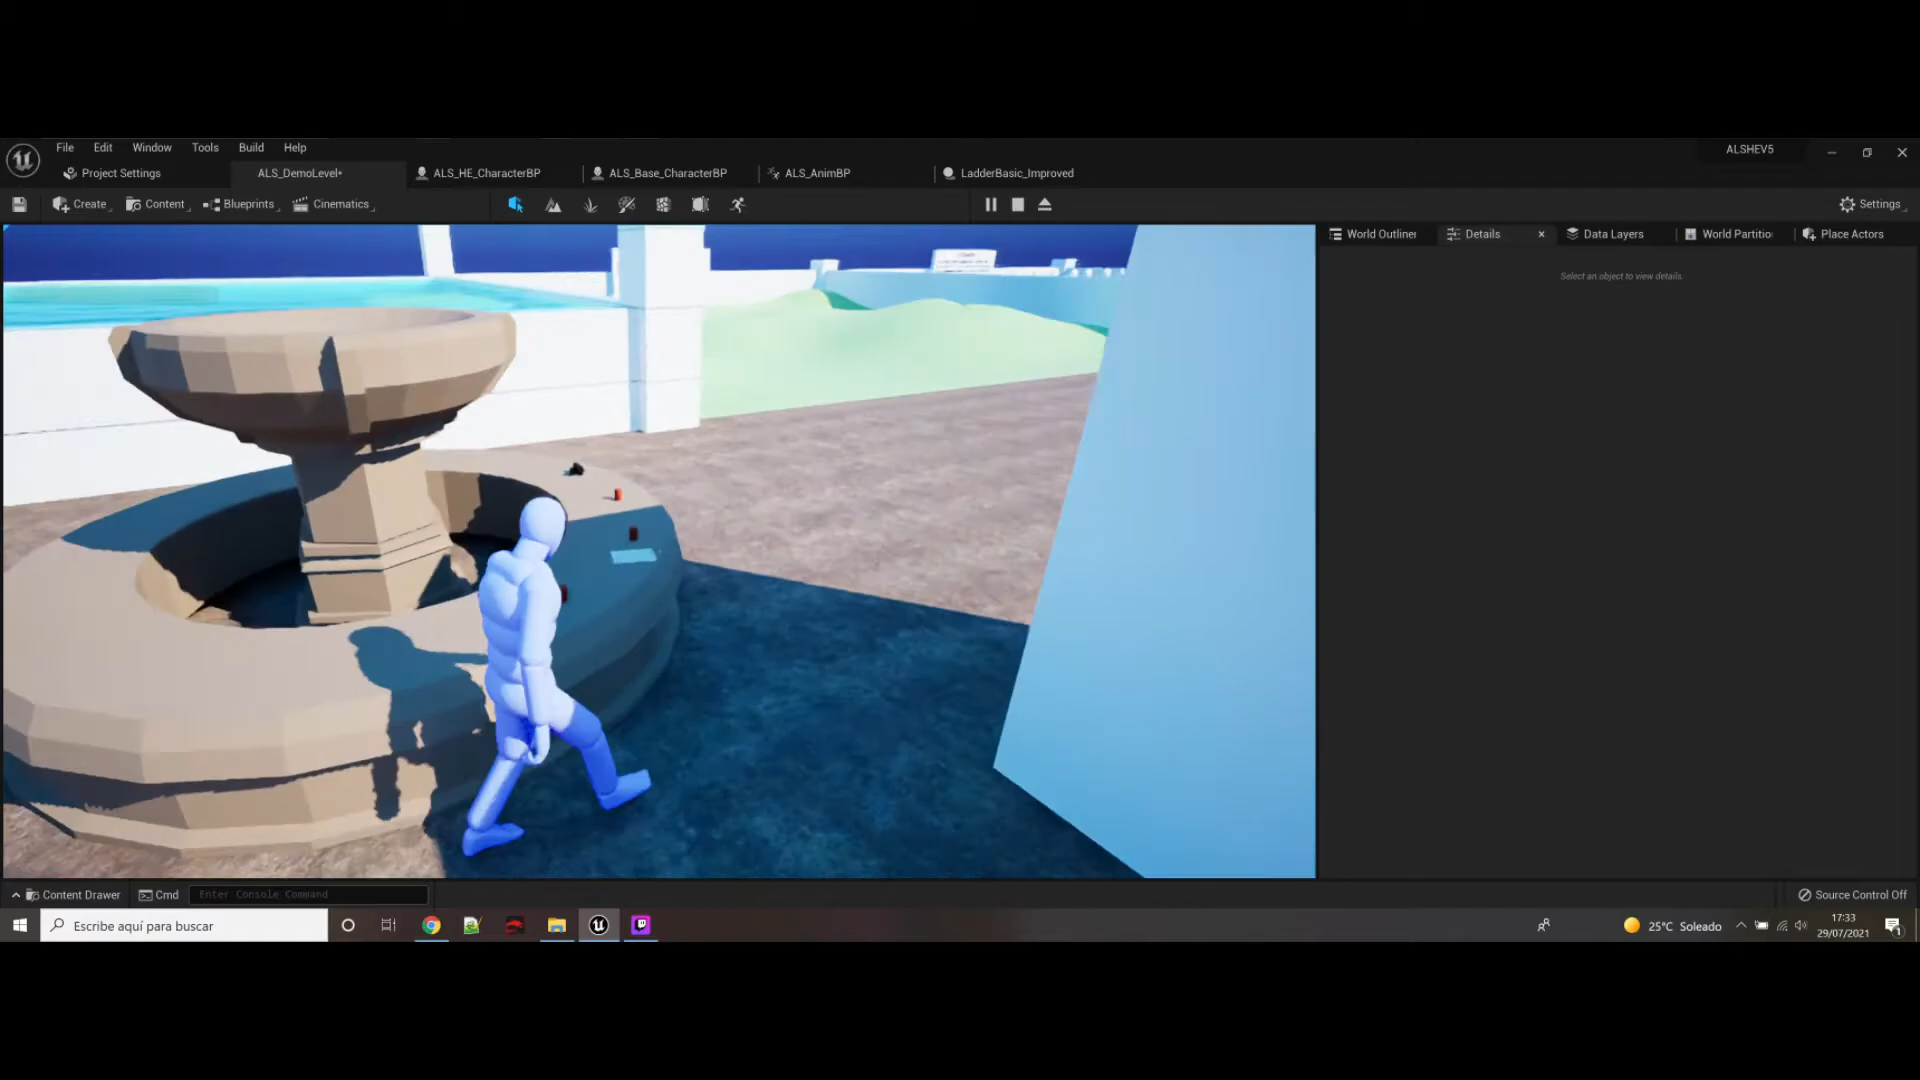 File Edit Window Tools Build Help
ALSHEV5
Project Settings
ALS_DemoLevel*
ALS_HE_CharacterBP
ALS_Base_CharacterBP
ALS_AnimBP
LadderBasic_Improved
Create Content Blueprints Cinematics
Settings
World Outliner
Details
Data Layers
World Partitio
Place Actors
Select an object to view details.
Content Drawer
Cmd
Enter Console Command
Source Control Off
Escribe aquí para buscar
25°C Soleado
17:33
29/07/2021
1